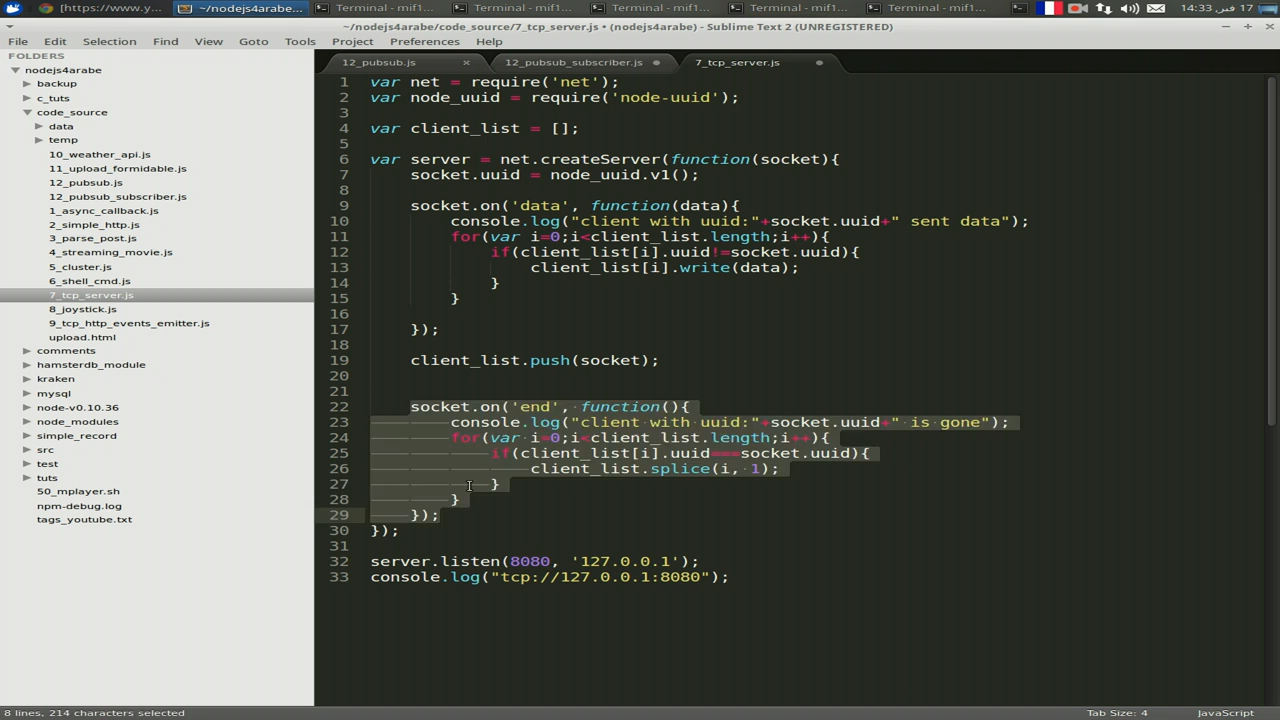 [https://www.y... ~/nodejs4arabe... Terminal - mif1... Terminal - mif1... Terminal - mif1... Terminal - mif1... Terminal - mif1... 14:33 ,فبر 17
~/nodejs4arabe/code_source/7_tcp_server.js • (nodejs4arabe) - Sublime Text 2 (UNREGISTERED)
File Edit Selection Find View Goto Tools Project Preferences Help
FOLDERS
nodejs4arabe
backup
c_tuts
code_source
data
temp
10_weather_api.js
11_upload_formidable.js
12_pubsub.js
12_pubsub_subscriber.js
1_async_callback.js
2_simple_http.js
3_parse_post.js
4_streaming_movie.js
5_cluster.js
6_shell_cmd.js
7_tcp_server.js
8_joystick.js
9_tcp_http_events_emitter.js
upload.html
comments
hamsterdb_module
kraken
mysql
node-v0.10.36
node_modules
simple_record
src
test
tuts
50_mplayer.sh
npm-debug.log
tags_youtube.txt
12_pubsub.js × 12_pubsub_subscriber.js • 7_tcp_server.js •
1 var net = require('net');
2 var node_uuid = require('node-uuid');
3
4 var client_list = [];
5
6 var server = net.createServer(function(socket){
7 socket.uuid = node_uuid.v1();
8
9 socket.on('data', function(data){
10 console.log("client with uuid:"+socket.uuid+" sent data");
11 for(var i=0;i<client_list.length;i++){
12 if(client_list[i].uuid!=socket.uuid){
13 client_list[i].write(data);
14 }
15 }
16
17 });
18
19 client_list.push(socket);
20
21
22 socket.on('end', function(){
23 console.log("client with uuid:"+socket.uuid+" is gone");
24 for(var i=0;i<client_list.length;i++){
25 if(client_list[i].uuid===socket.uuid){
26 client_list.splice(i, 1);
27 }
28 }
29 });
30 });
31
32 server.listen(8080, '127.0.0.1');
33 console.log("tcp://127.0.0.1:8080");
8 lines, 214 characters selected Tab Size: 4 JavaScript